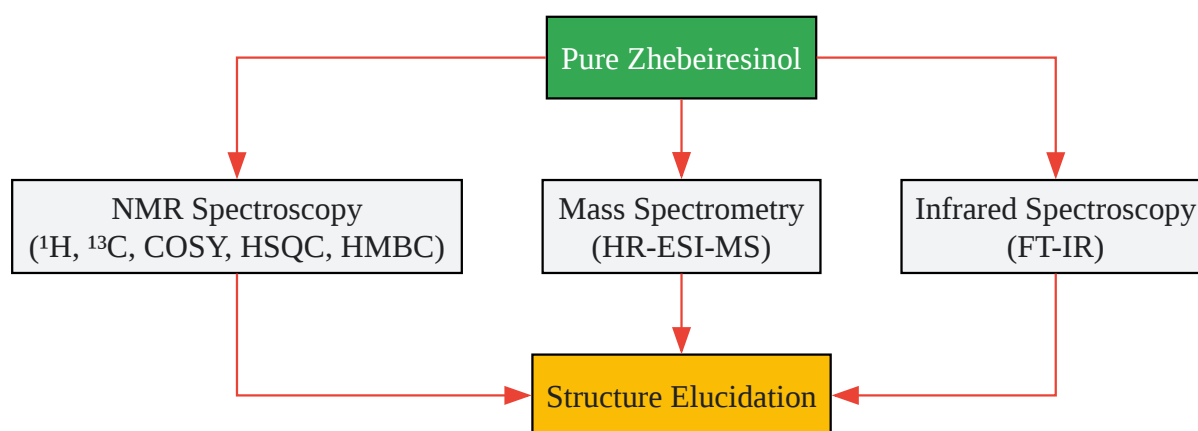 Pure Zhebeiresinol
NMR Spectroscopy
(¹H, ¹³C, COSY, HSQC, HMBC)
Mass Spectrometry
(HR-ESI-MS)
Infrared Spectroscopy
(FT-IR)
Structure Elucidation